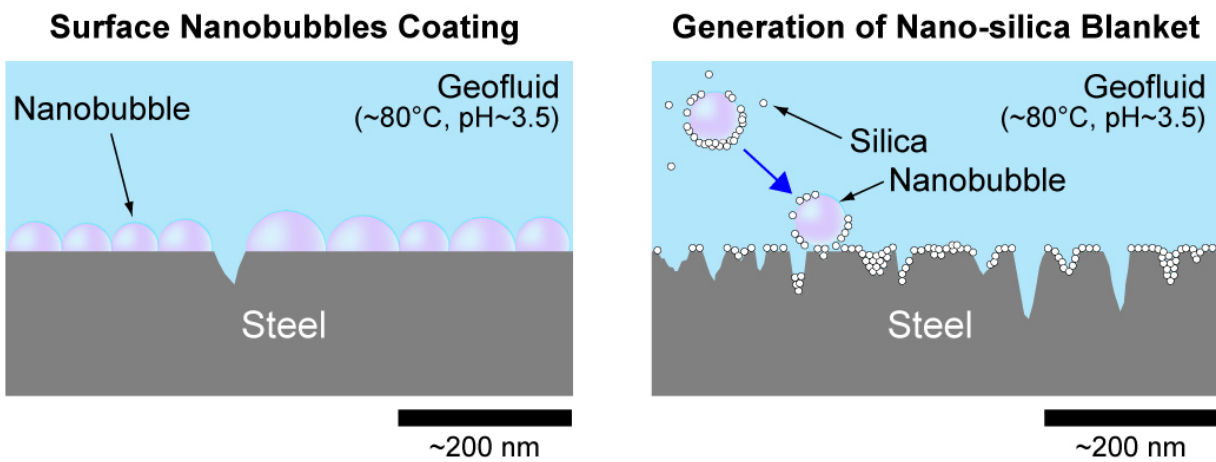 Surface Nanobubbles Coating
Nanobubble
Geofluid
(~80°C, pH~3.5)
Steel
~200 nm
Generation of Nano-silica Blanket
Geofluid
(~80°C, pH~3.5)
Silica
Nanobubble
Steel
~200 nm